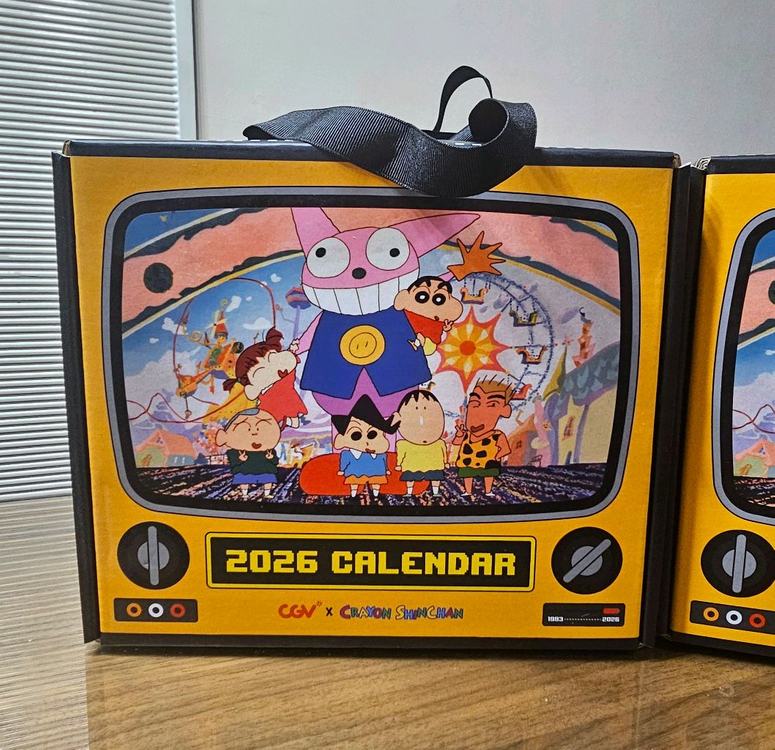 2026 CALENDAR
CGV x CRAYON SHINCHAN
1993 2026